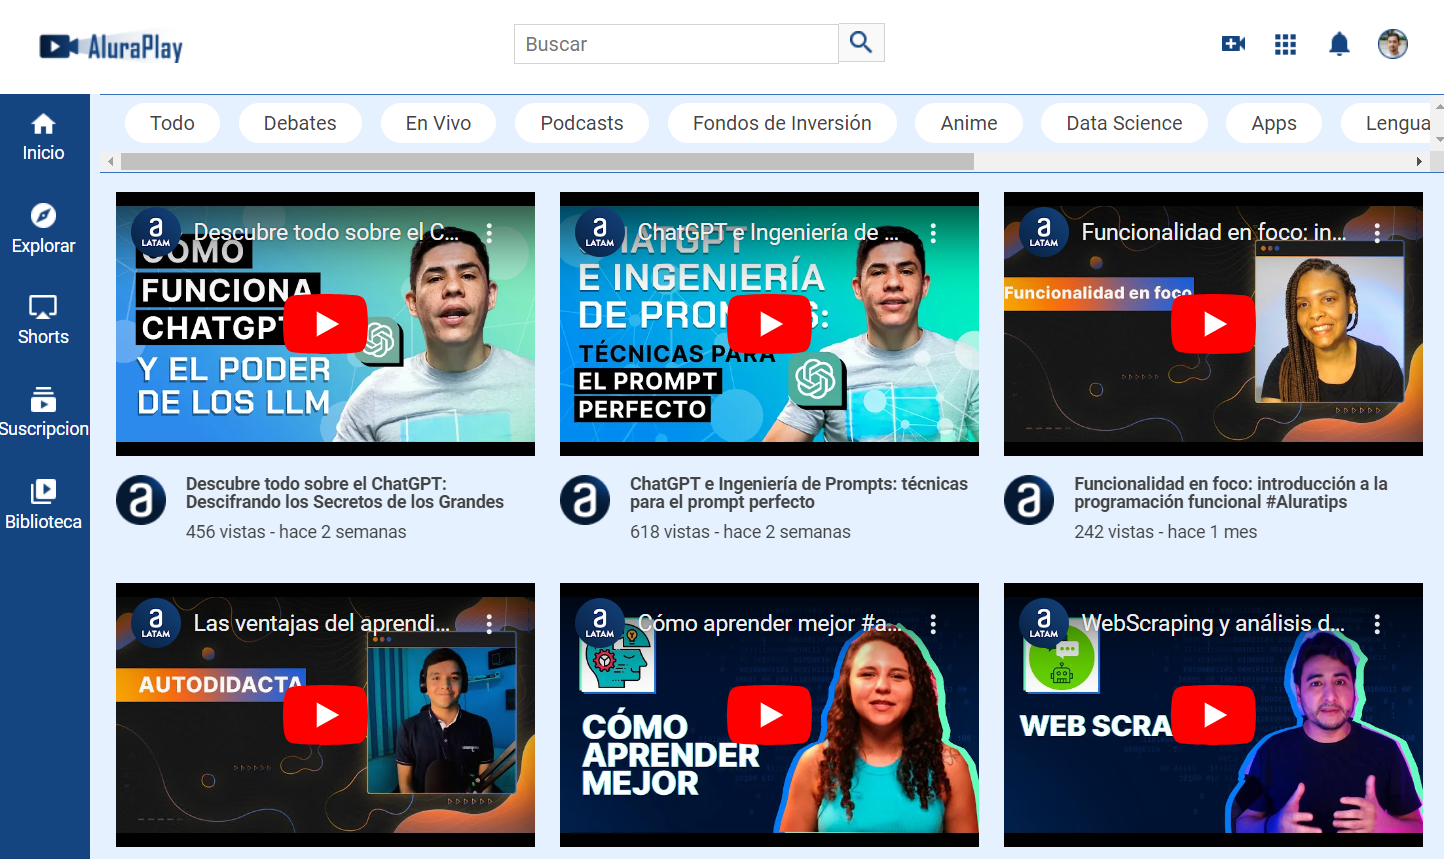 AluraPlay
Buscar
Inicio
Explorar
Shorts
Suscripcion
Biblioteca
Todo
Debates
En Vivo
Podcasts
Fondos de Inversión
Anime
Data Science
Apps
Lengua
a
LATAM
Descubre todo sobre el C...
CÓMO
FUNCIONA
CHATGPT
Y EL PODER
DE LOS LLM
a
LATAM
ChatGPT e Ingeniería de ...
CHATGPT
E INGENIERÍA
DE PROMPTS:
TÉCNICAS PARA
EL PROMPT
PERFECTO
a
LATAM
Funcionalidad en foco: in...
Funcionalidad en foco
a
Descubre todo sobre el ChatGPT:
Descifrando los Secretos de los Grandes
456 vistas - hace 2 semanas
a
ChatGPT e Ingeniería de Prompts: técnicas
para el prompt perfecto
618 vistas - hace 2 semanas
a
Funcionalidad en foco: introducción a la
programación funcional #Aluratips
242 vistas - hace 1 mes
a
LATAM
Las ventajas del aprendi...
AUTODIDACTA
a
LATAM
Cómo aprender mejor #a...
CÓMO
APRENDER
MEJOR
a
LATAM
WebScraping y análisis d...
WEB SCRA